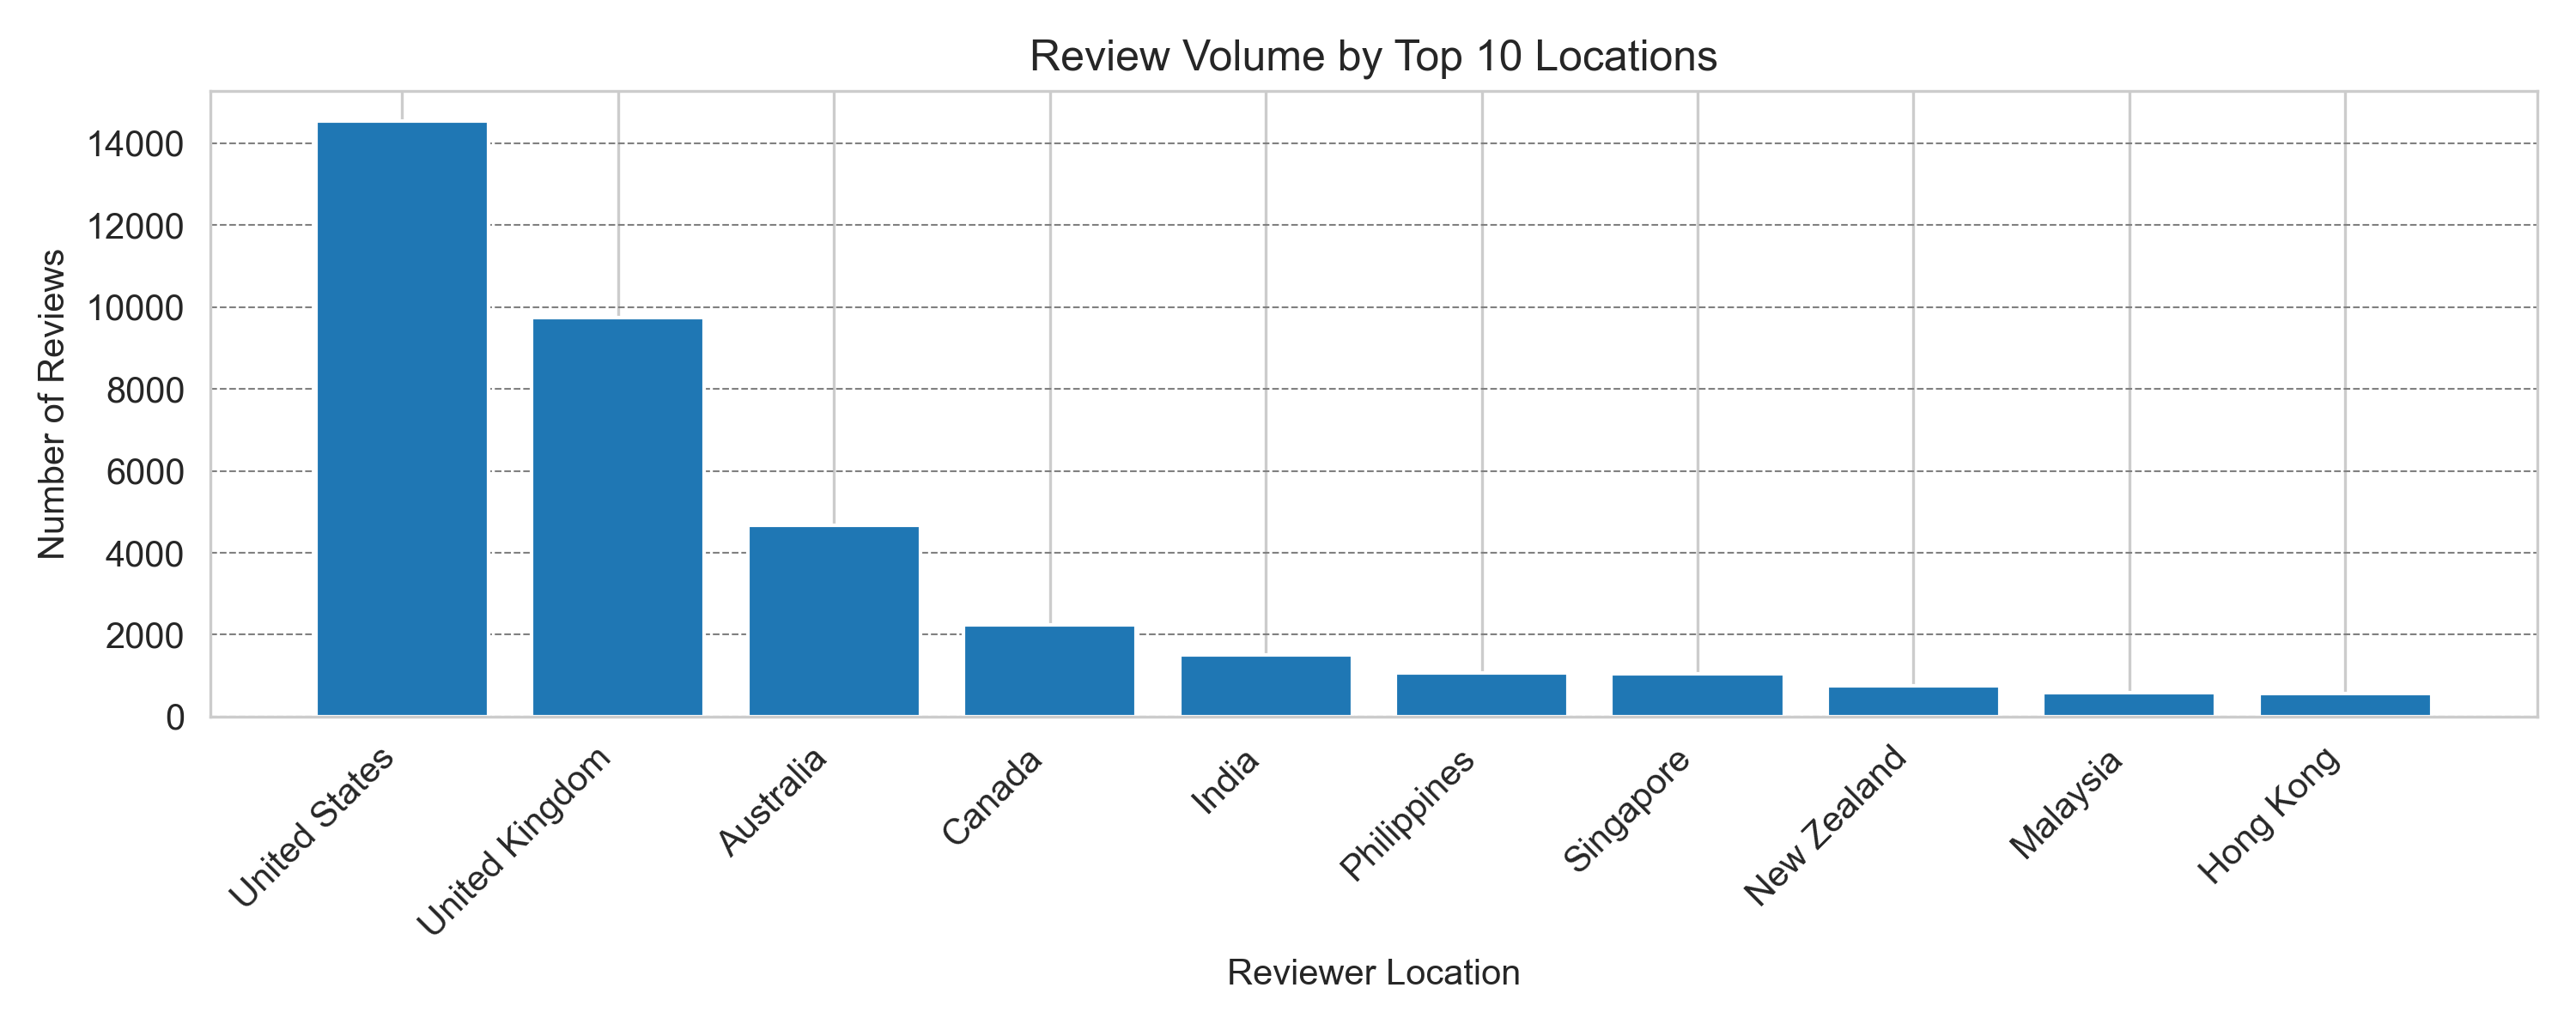 Review Volume by Top 10 Locations
Number of Reviews
14000
12000
10000
8000
6000
4000
2000
0
United States
United Kingdom
Australia
Canada
India
Philippines
Singapore
New Zealand
Malaysia
Hong Kong
Reviewer Location